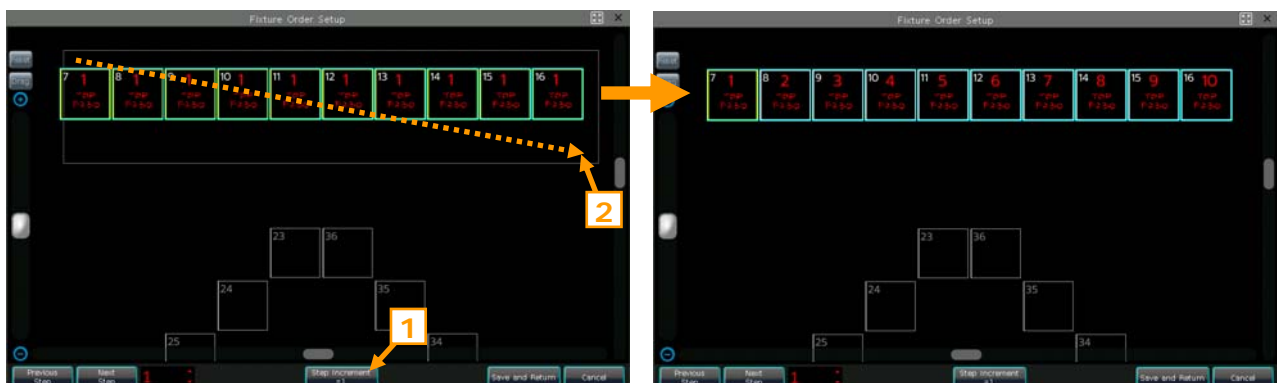 Fixture Order Setup
7 1 8 1 9 1 10 1 11 1 12 1 13 1 14 1 15 1 16 1
2
23 36
24 35
1
25 34
Previous Step Next Step 1 Step Increment =1 Save and Return Cancel
Fixture Order Setup
7 1 8 2 9 3 10 4 11 5 12 6 13 7 14 8 15 9 16 10
23 36
24 35
25 34
Previous Step Next Step 1 Step Increment =1 Save and Return Cancel